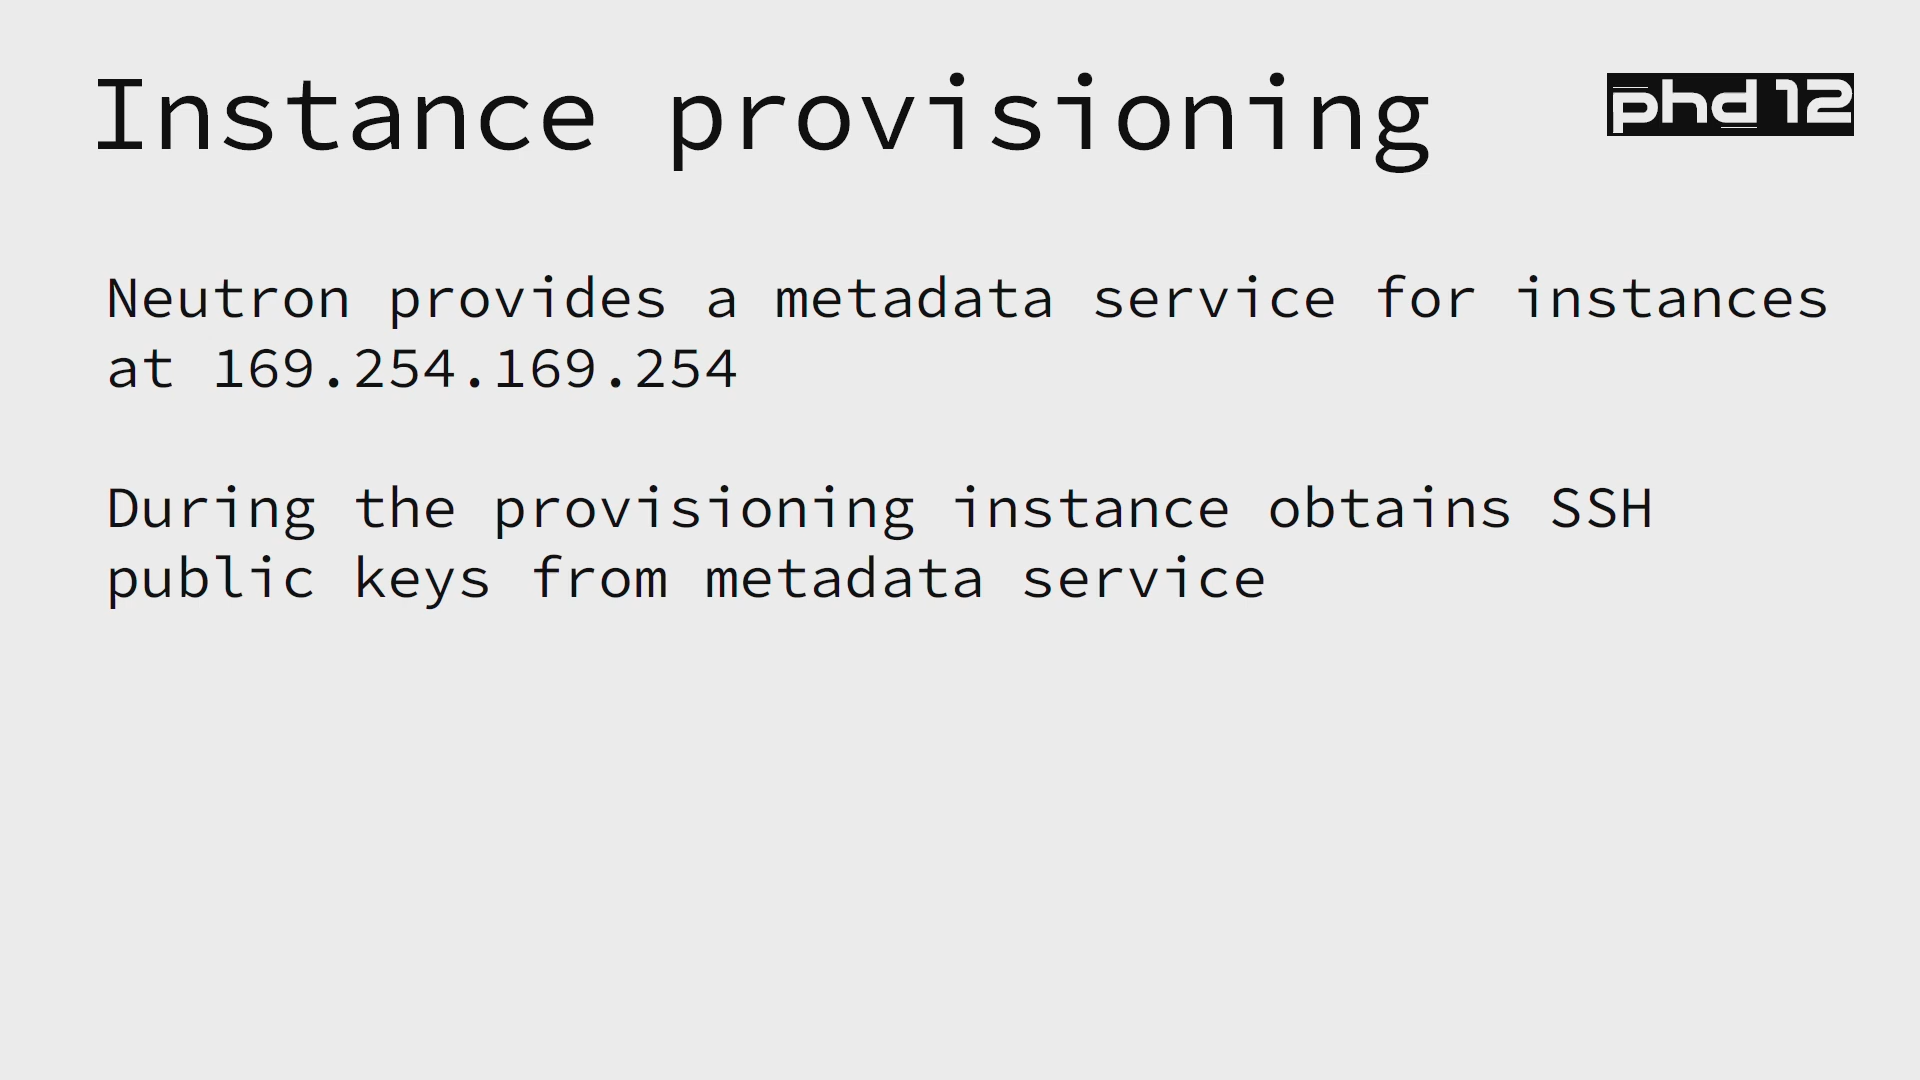 Instance provisioning
phd 12
Neutron provides a metadata service for instances
at 169.254.169.254
During the provisioning instance obtains SSH
public keys from metadata service